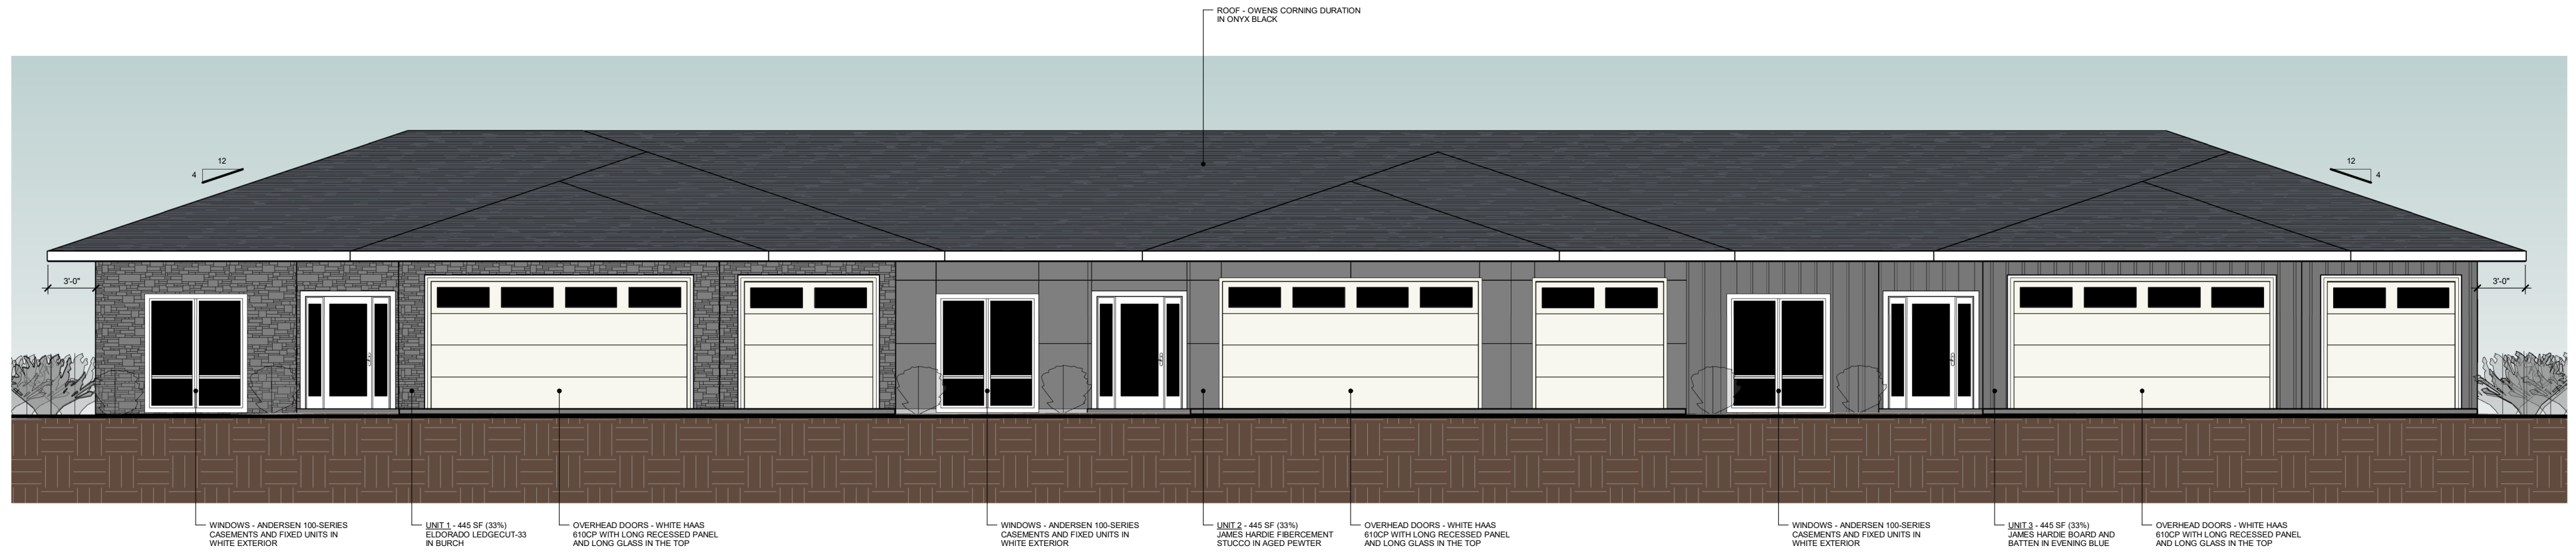 ROOF - OWENS CORNING DURATION
IN ONYX BLACK
12
4
12
4
3'-0"
3'-0"
WINDOWS - ANDERSEN 100-SERIES
CASEMENTS AND FIXED UNITS IN
WHITE EXTERIOR
UNIT 1 - 445 SF (33%)
ELDORADO LEDGECUT-33
IN BURCH
OVERHEAD DOORS - WHITE HAAS
610CP WITH LONG RECESSED PANEL
AND LONG GLASS IN THE TOP
WINDOWS - ANDERSEN 100-SERIES
CASEMENTS AND FIXED UNITS IN
WHITE EXTERIOR
UNIT 2 - 445 SF (33%)
JAMES HARDIE FIBERCEMENT
STUCCO IN AGED PEWTER
OVERHEAD DOORS - WHITE HAAS
610CP WITH LONG RECESSED PANEL
AND LONG GLASS IN THE TOP
WINDOWS - ANDERSEN 100-SERIES
CASEMENTS AND FIXED UNITS IN
WHITE EXTERIOR
UNIT 3 - 445 SF (33%)
JAMES HARDIE BOARD AND
BATTEN IN EVENING BLUE
OVERHEAD DOORS - WHITE HAAS
610CP WITH LONG RECESSED PANEL
AND LONG GLASS IN THE TOP